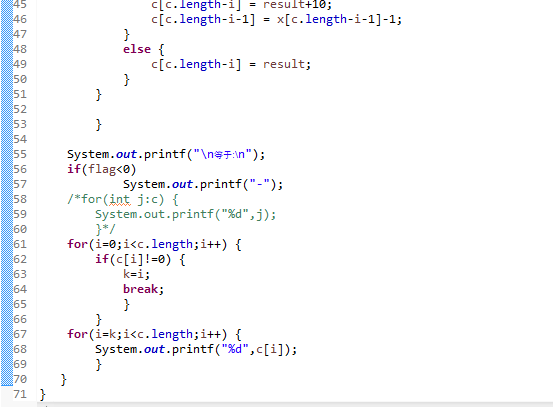 45 c[c.length-i] = result+10;
46 c[c.length-i-1] = x[c.length-i-1]-1;
47 }
48 else {
49 c[c.length-i] = result;
50 }
51 }
52
53 }
54
55 System.out.printf("\n等于:\n");
56 if(flag<0)
57 System.out.printf("-");
58 /*for(int j:c) {
59 System.out.printf("%d",j);
60 }*/
61 for(i=0;i<c.length;i++) {
62 if(c[i]!=0) {
63 k=i;
64 break;
65 }
66 }
67 for(i=k;i<c.length;i++) {
68 System.out.printf("%d",c[i]);
69 }
70 }
71 }